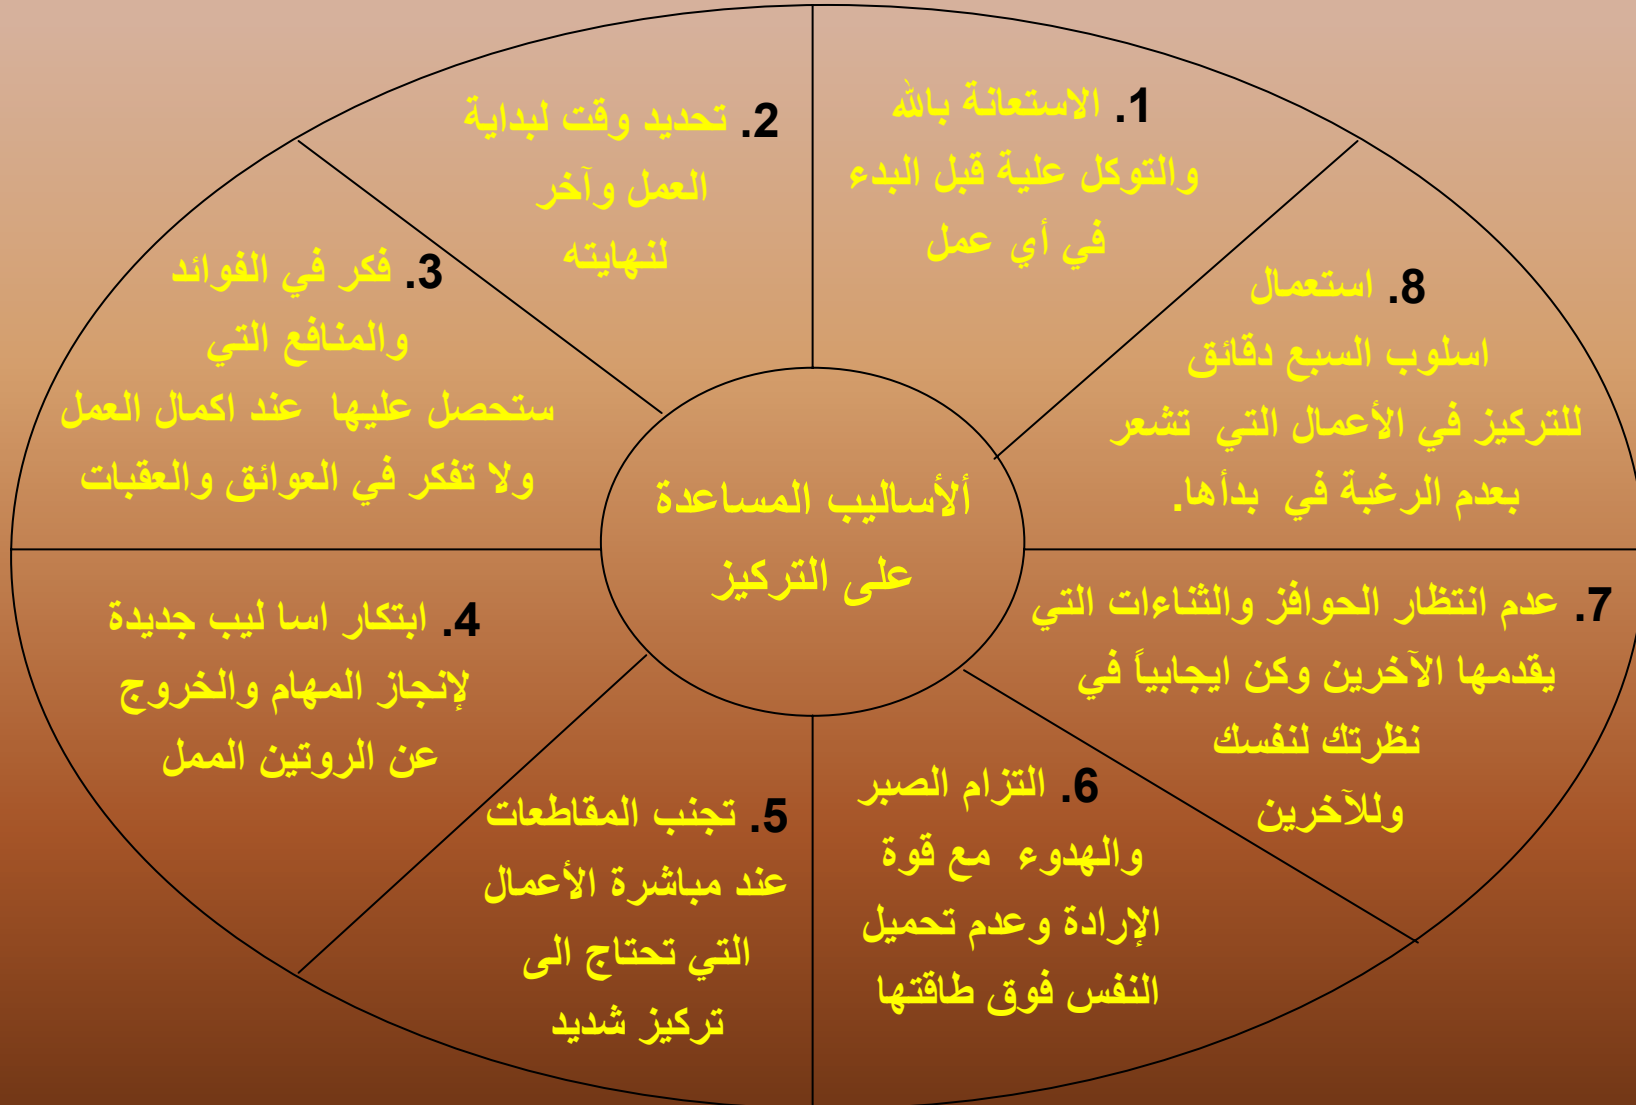 ألأساليب المساعدة
على التركيز
1. الاستعانة بالله
والتوكل علية قبل البدء
في أي عمل
2. تحديد وقت لبداية
العمل وآخر
لنهايته
3. فكر في الفوائد
والمنافع التي
ستحصل عليها عند اكمال العمل
ولا تفكر في العوائق والعقبات
4. ابتكار اسا ليب جديدة
لإنجاز المهام والخروج
عن الروتين الممل
5. تجنب المقاطعات
عند مباشرة الأعمال
التي تحتاج الى
تركيز شديد
6. التزام الصبر
والهدوء مع قوة
الإرادة وعدم تحميل
النفس فوق طاقتها
7. عدم انتظار الحوافز والثناءات التي
يقدمها الآخرين وكن ايجابياً في
نظرتك لنفسك
وللآخرين
8. استعمال
اسلوب السبع دقائق
للتركيز في الأعمال التي تشعر
بعدم الرغبة في بدأها.